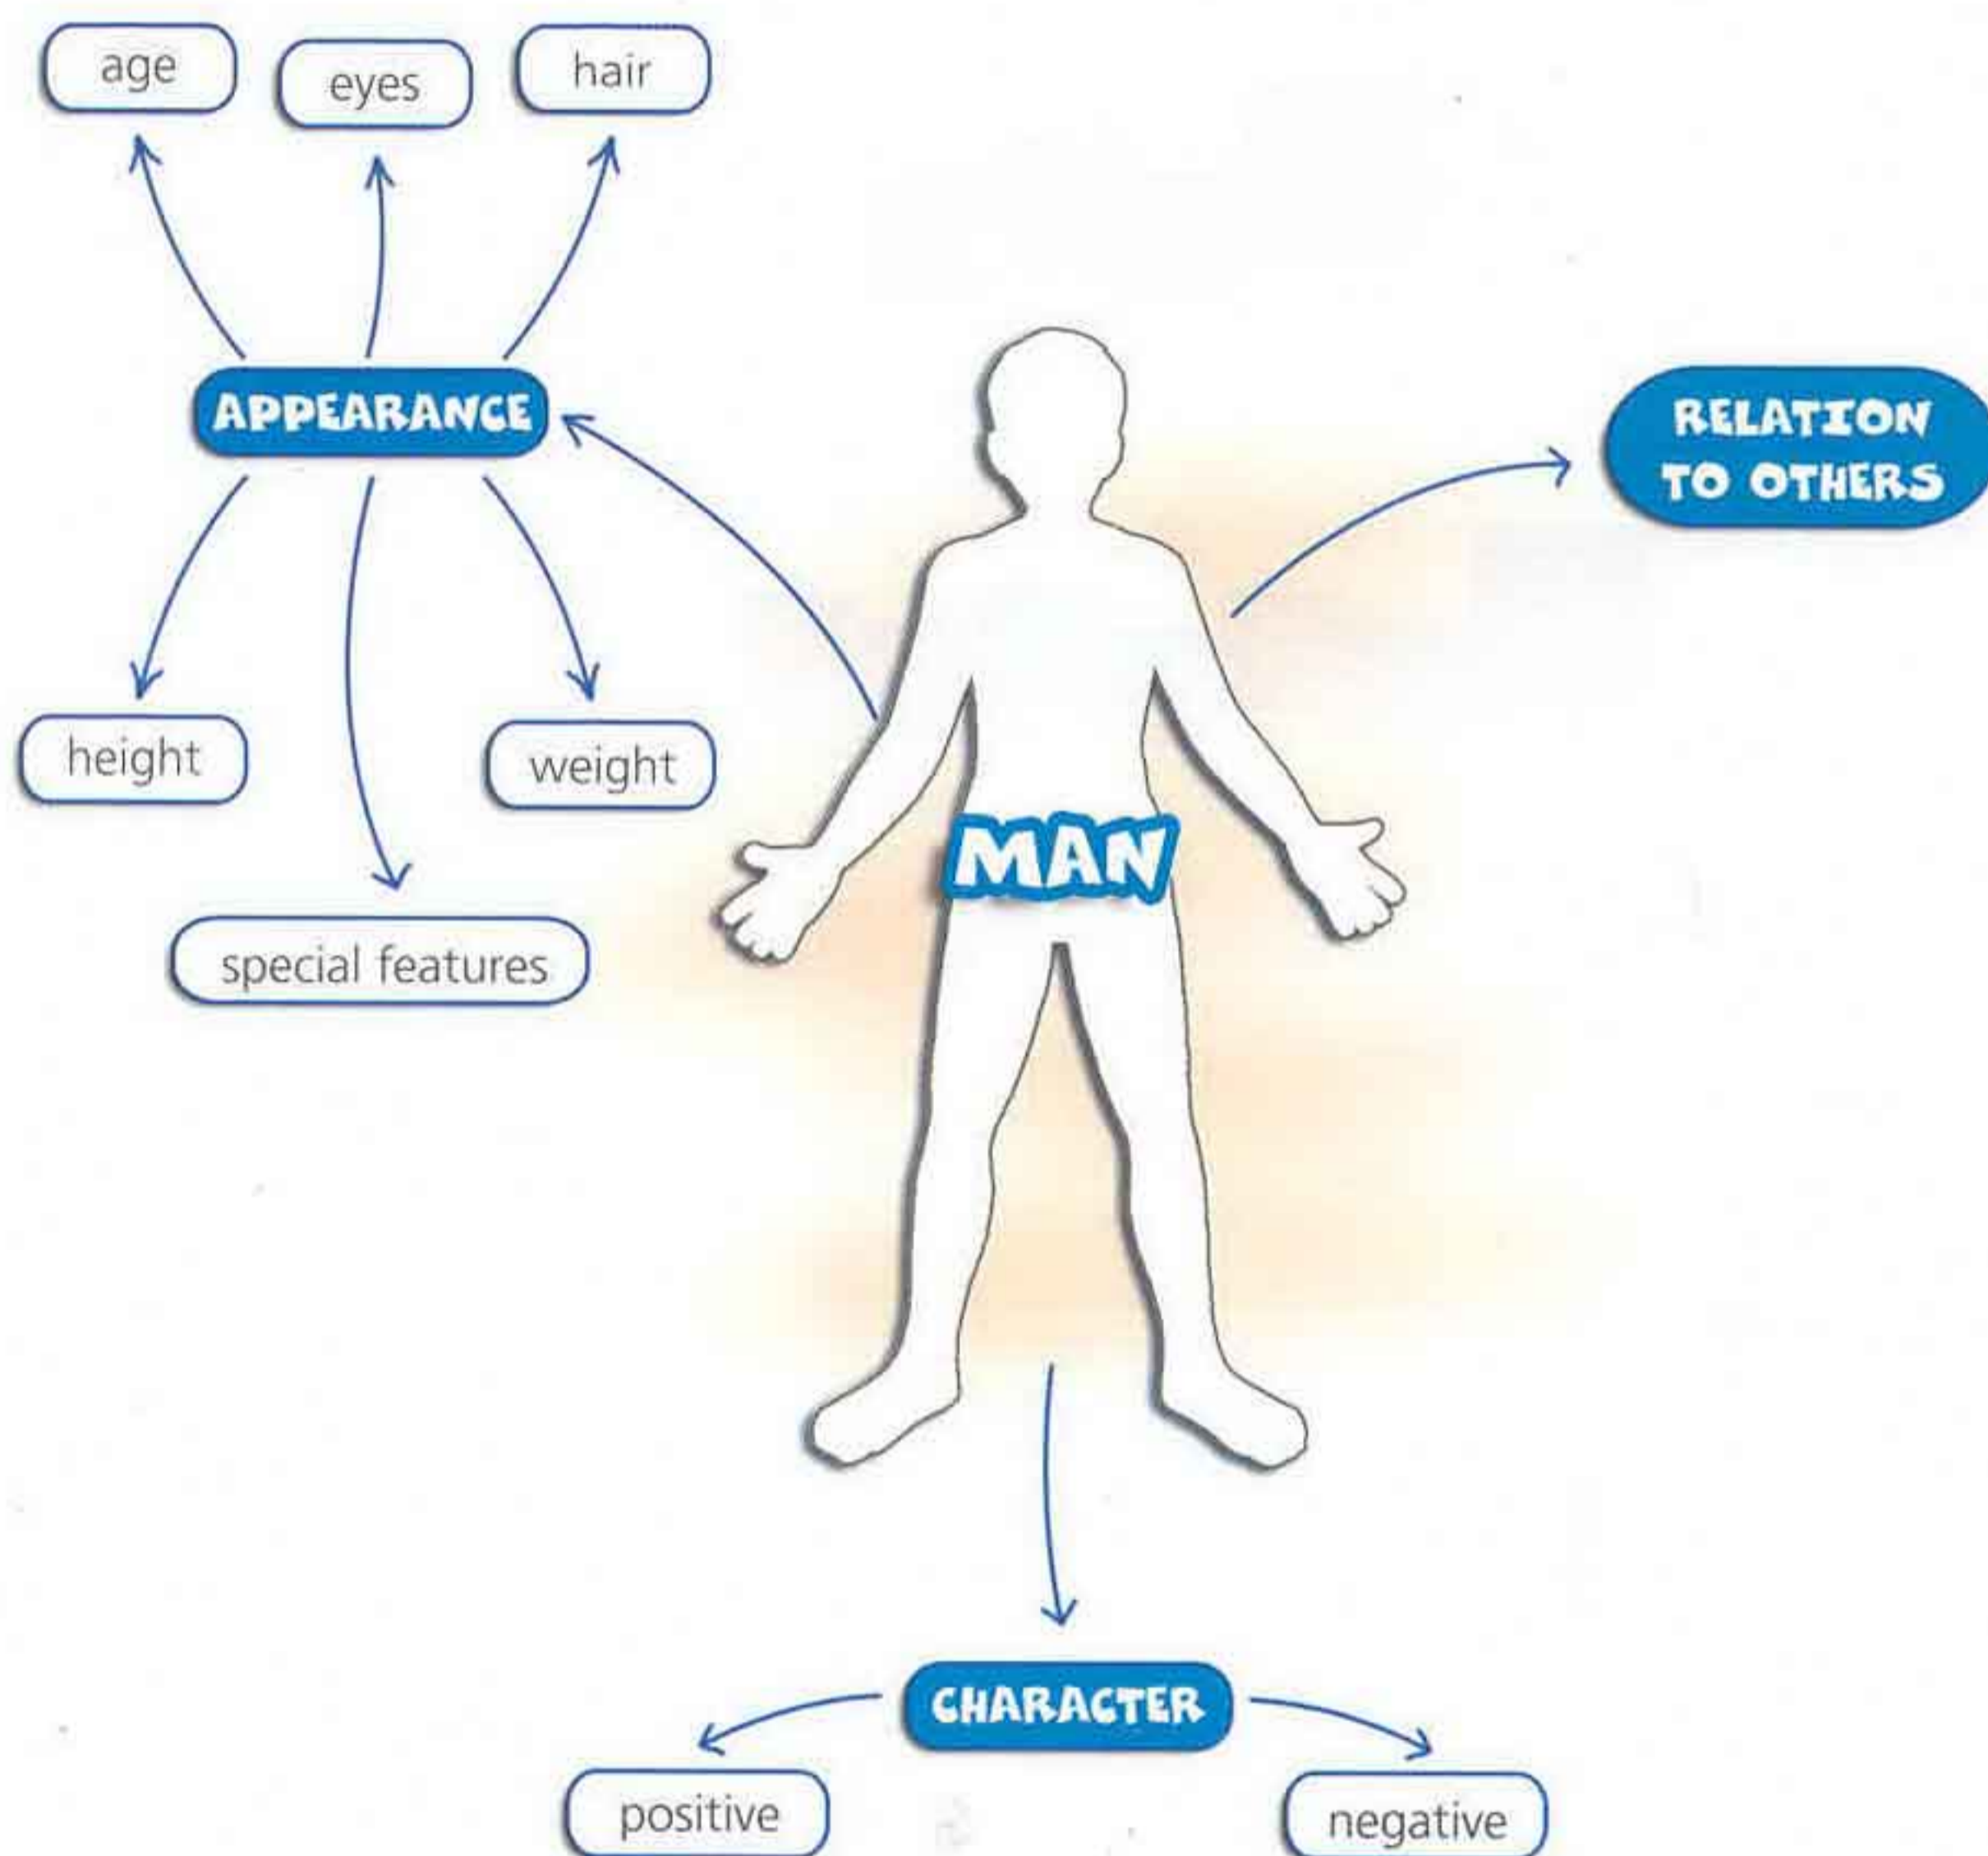 age
eyes
hair
APPEARANCE
RELATION
TO OTHERS
height
weight
MAN
special features
CHARACTER
positive
negative